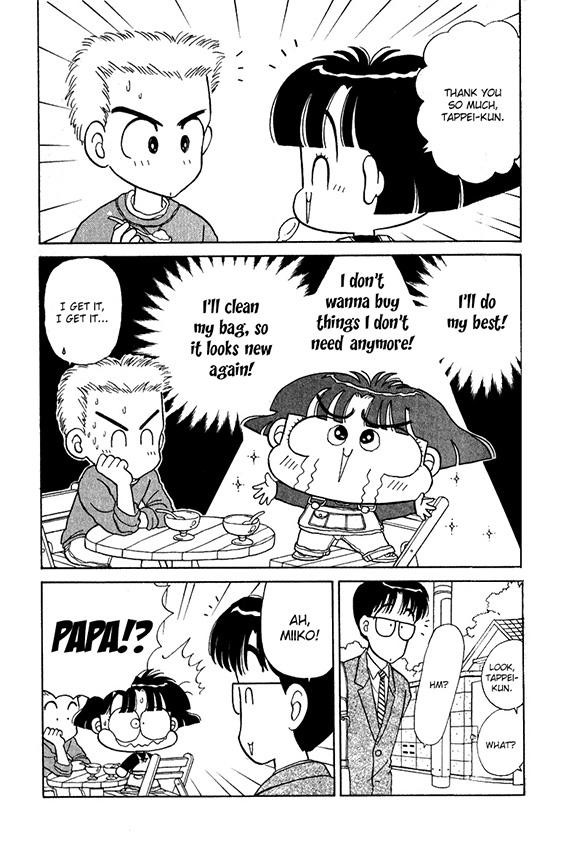 THANK YOU
SO MUCH,
TAPPEI-KUN.
I'll do
my best!
I don't
wanna buy
things I don't
need anymore!
I'll clean
my bag, so
it looks new
again!
I GET IT,
I GET IT...
LOOK,
TAPPEI-
KUN.
WHAT?
HM?
AH,
MIIKO!
PAPA!?